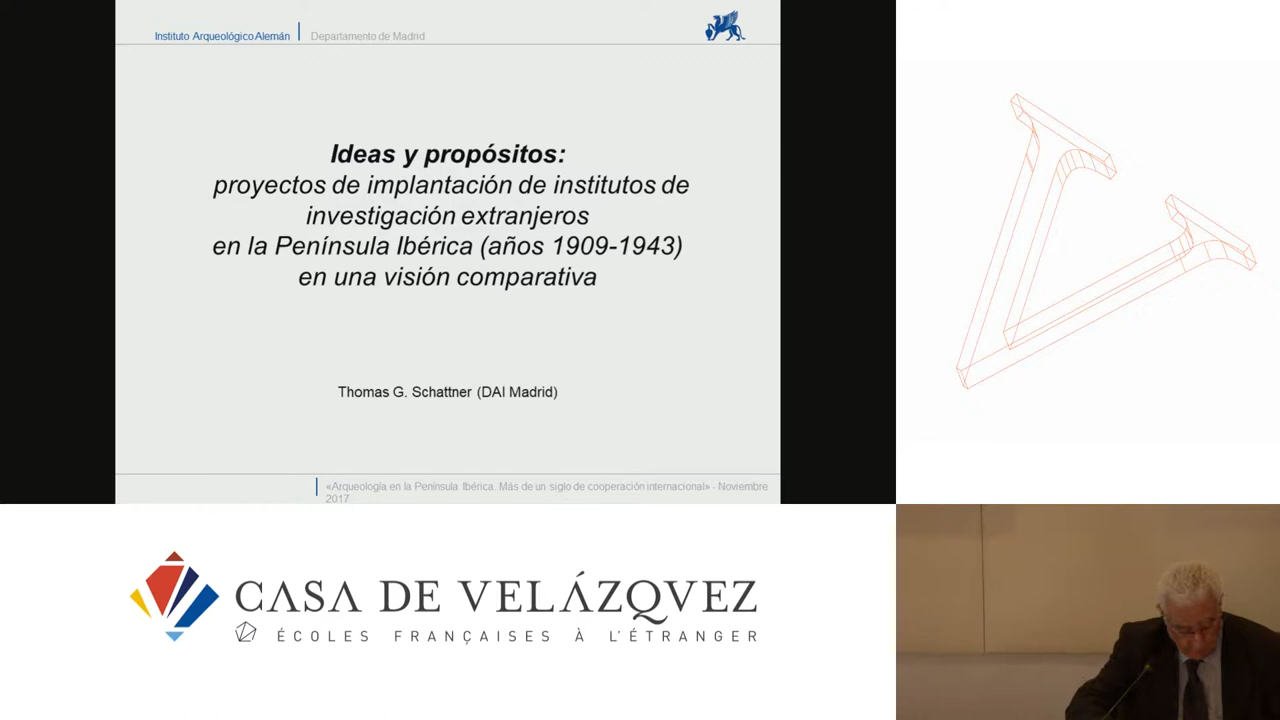 Instituto Arqueológico Alemán
Departamento de Madrid
Ideas y propósitos:
proyectos de implantación de institutos de
investigación extranjeros
en la Península Ibérica (años 1909-1943)
en una visión comparativa
Thomas G. Schattner (DAI Madrid)
«Arqueología en la Península Ibérica. Más de un siglo de cooperación internacional» - Noviembre
2017
CASA DE VELÁZQVEZ
ÉCOLES FRANÇAISES À L'ÉTRANGER